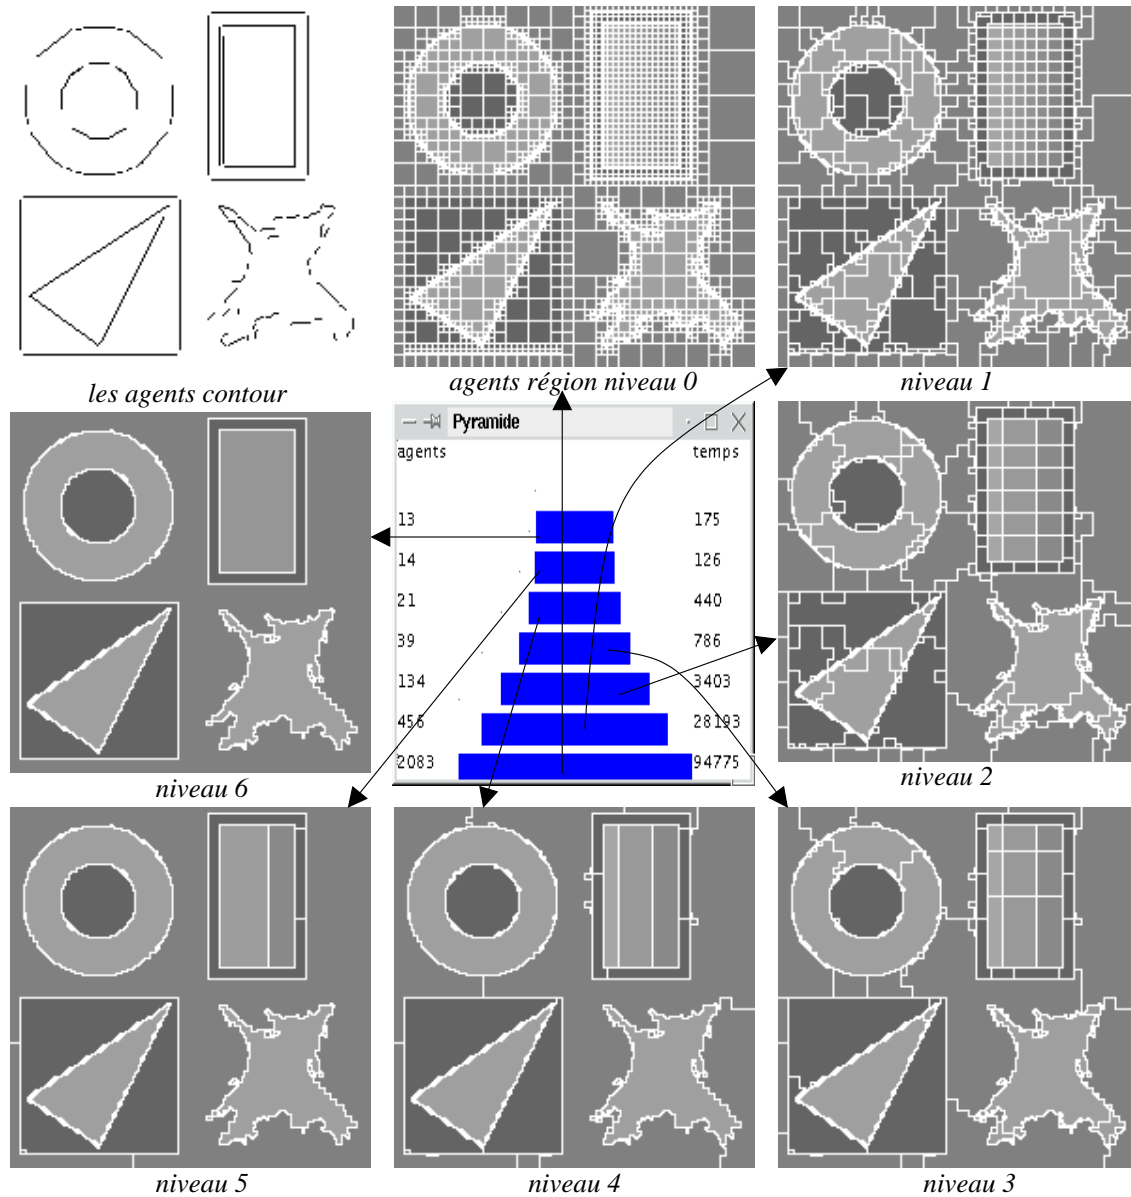 les agents contour
agents région niveau 0
niveau 1
Pyramide
agents temps
13 175
14 126
21 440
39 786
134 3403
456 28193
2083 94775
niveau 6
niveau 2
niveau 5
niveau 4
niveau 3